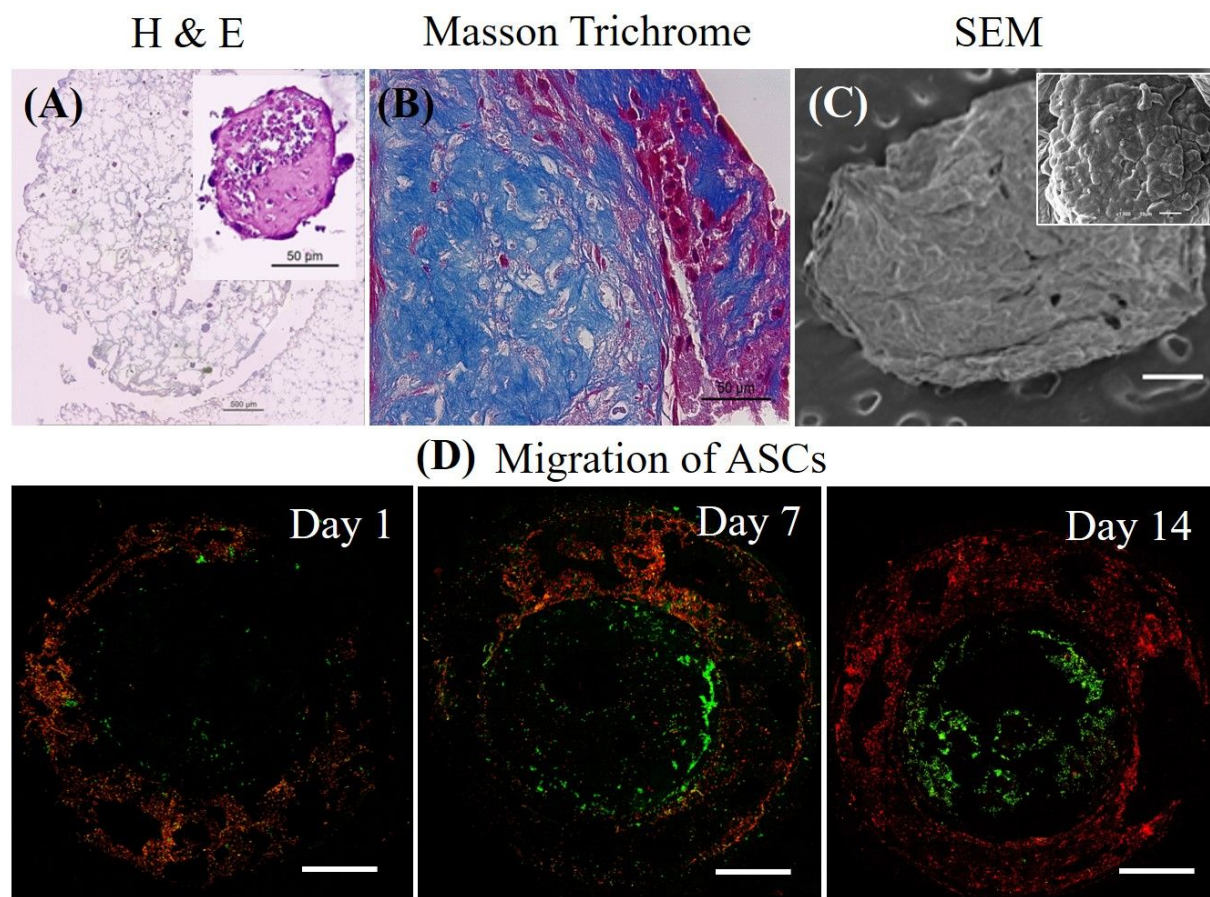 H & E
Masson Trichrome
SEM
(A)
50 µm
500 µm
(B)
50 µm
(C)
(D) Migration of ASCs
Day 1
Day 7
Day 14